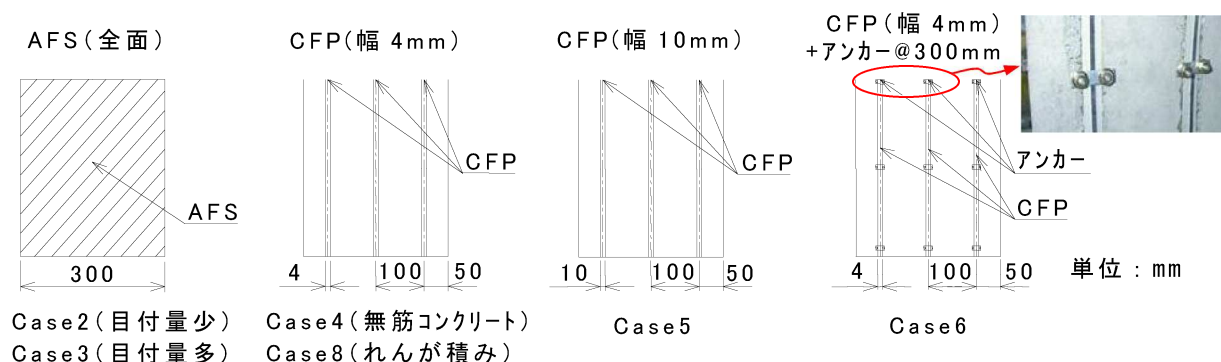 AFS(全面)
AFS
300
Case2(目付量少)
Case3(目付量多)
CFP(幅 4mm)
CFP
4 100 50
Case4(無筋コンクリート)
Case8(れんが積み)
CFP(幅 10mm)
CFP
10 100 50
Case5
CFP(幅 4mm)
+アンカー@300mm
アンカー
CFP
4 100 50
Case6
単位：mm